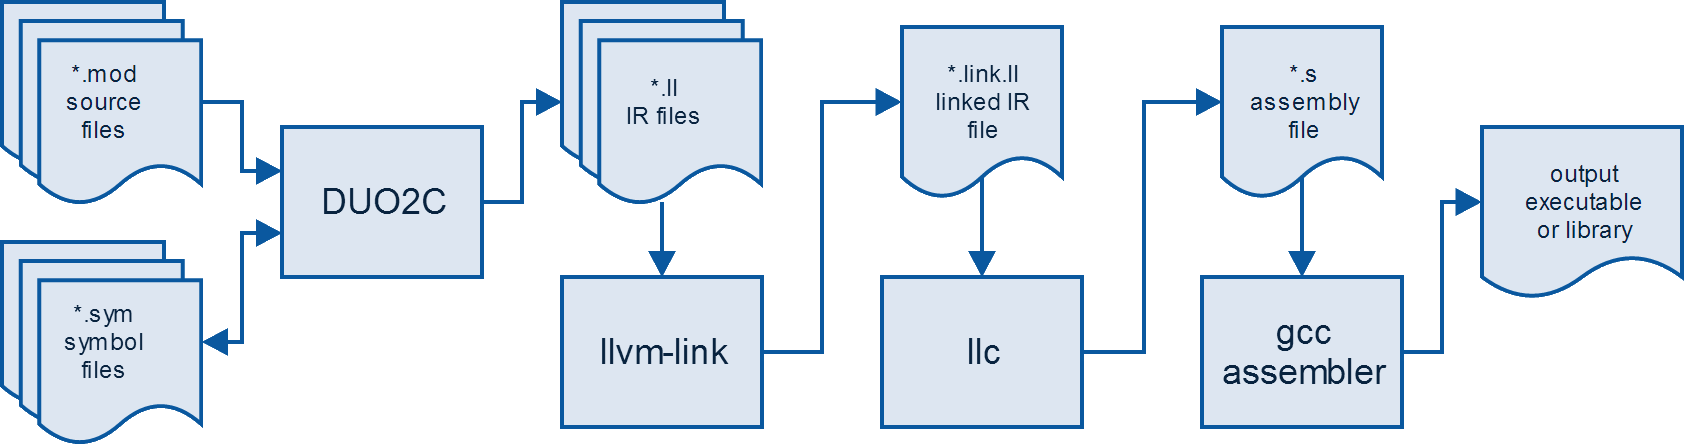 *.mod
source
files
*.sym
symbol
files
DUO2C
*.ll
IR files
llvm-link
*.link.ll
linked IR
file
llc
*.s
assembly
file
gcc
assembler
output
executable
or library